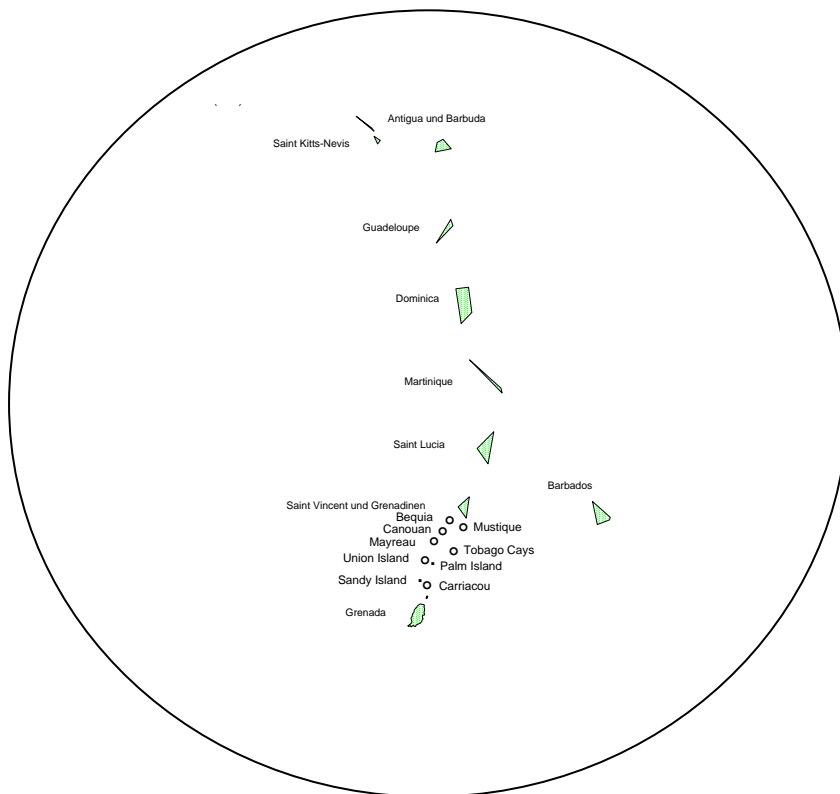 Antigua und Barbuda
Saint Kitts-Nevis
Guadeloupe
Dominica
Martinique
Saint Lucia
Barbados
Saint Vincent und Grenadinen
Bequia
Mustique
Canouan
Mayreau
Tobago Cays
Union Island
Palm Island
Sandy Island
Carriacou
Grenada